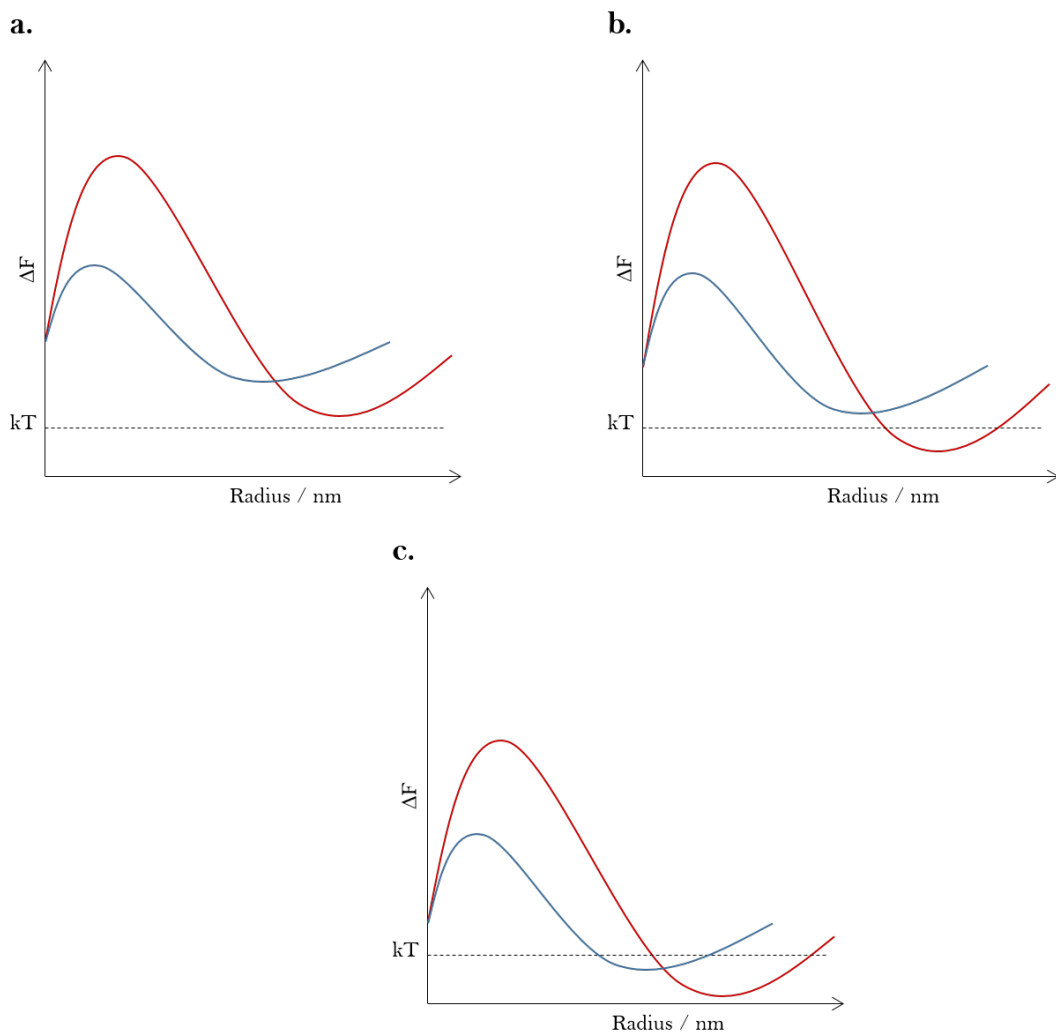 a.
ΔF
kT
Radius / nm
b.
ΔF
kT
Radius / nm
c.
ΔF
kT
Radius / nm